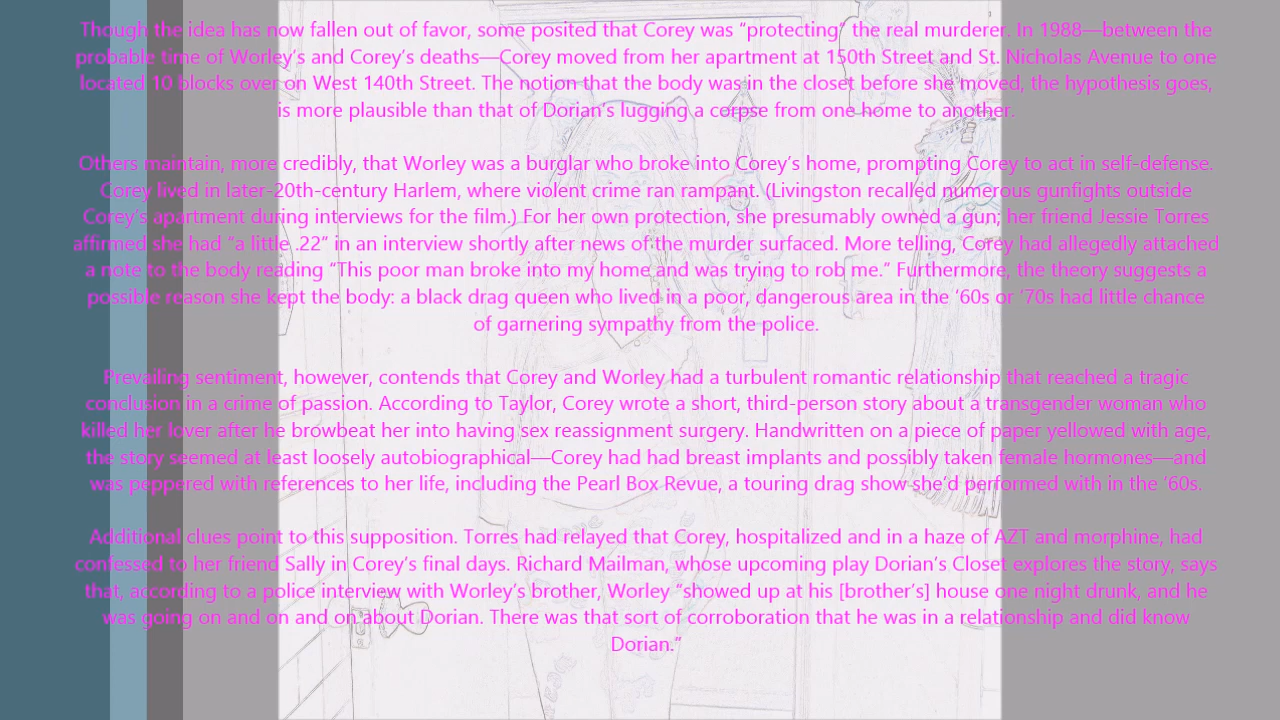 Though the idea has now fallen out of favor, some posited that Corey was “protecting” the real murderer. In 1988—between the
probable time of Worley’s and Corey’s deaths—Corey moved from her apartment at 150th Street and St. Nicholas Avenue to one
located 10 blocks over on West 140th Street. The notion that the body was in the closet before she moved, the hypothesis goes,
is more plausible than that of Dorian’s lugging a corpse from one home to another.
Others maintain, more credibly, that Worley was a burglar who broke into Corey’s home, prompting Corey to act in self-defense.
Corey lived in later-20th-century Harlem, where violent crime ran rampant. (Livingston recalled numerous gunfights outside
Corey’s apartment during interviews for the film.) For her own protection, she presumably owned a gun; her friend Jessie Torres
affirmed she had “a little .22” in an interview shortly after news of the murder surfaced. More telling, Corey had allegedly attached
a note to the body reading “This poor man broke into my home and was trying to rob me.” Furthermore, the theory suggests a
possible reason she kept the body: a black drag queen who lived in a poor, dangerous area in the ‘60s or ‘70s had little chance
of garnering sympathy from the police.
Prevailing sentiment, however, contends that Corey and Worley had a turbulent romantic relationship that reached a tragic
conclusion in a crime of passion. According to Taylor, Corey wrote a short, third-person story about a transgender woman who
killed her lover after he browbeat her into having sex reassignment surgery. Handwritten on a piece of paper yellowed with age,
the story seemed at least loosely autobiographical—Corey had had breast implants and possibly taken female hormones—and
was peppered with references to her life, including the Pearl Box Revue, a touring drag show she’d performed with in the ‘60s.
Additional clues point to this supposition. Torres had relayed that Corey, hospitalized and in a haze of AZT and morphine, had
confessed to her friend Sally in Corey’s final days. Richard Mailman, whose upcoming play Dorian’s Closet explores the story, says
that, according to a police interview with Worley’s brother, Worley “showed up at his [brother’s] house one night drunk, and he
was going on and on and on about Dorian. There was that sort of corroboration that he was in a relationship and did know
Dorian.”